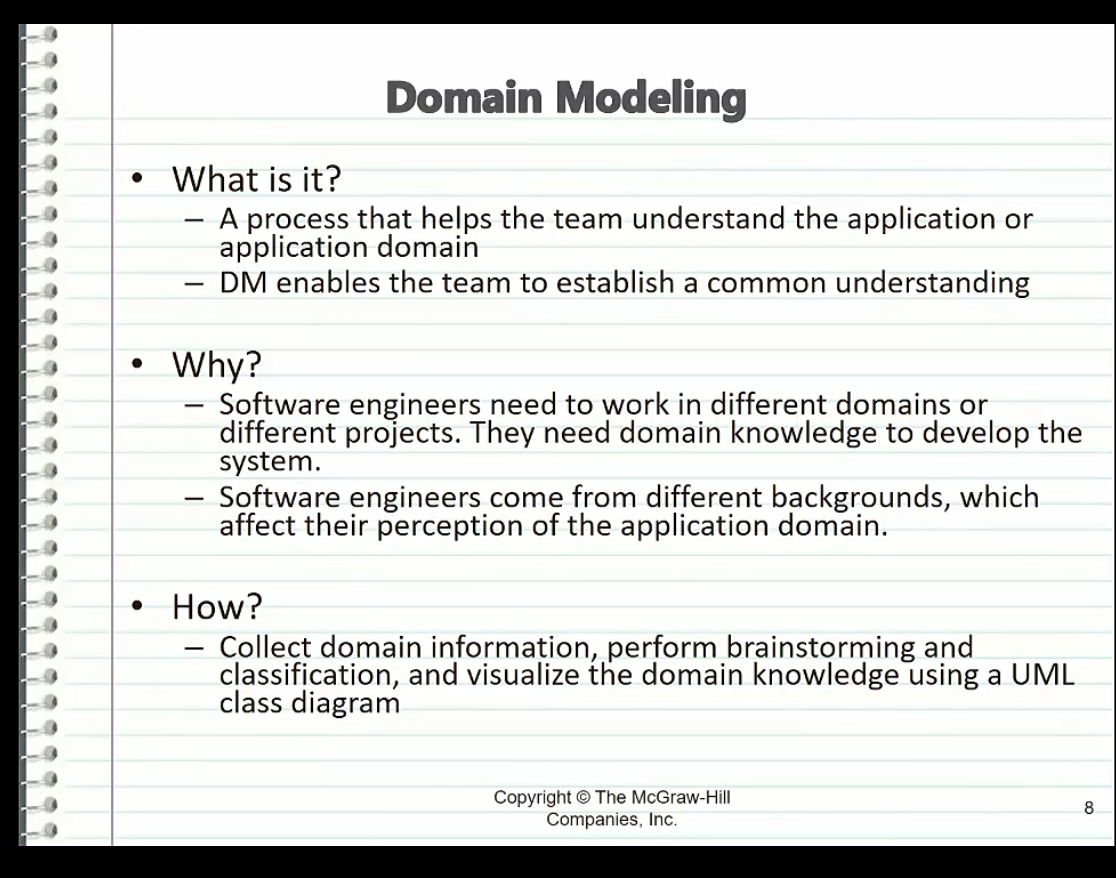 Domain Modeling
• What is it?
– A process that helps the team understand the application or
application domain
– DM enables the team to establish a common understanding
• Why?
– Software engineers need to work in different domains or
different projects. They need domain knowledge to develop the
system.
– Software engineers come from different backgrounds, which
affect their perception of the application domain.
• How?
– Collect domain information, perform brainstorming and
classification, and visualize the domain knowledge using a UML
class diagram
Copyright © The McGraw-Hill
Companies, Inc.
8